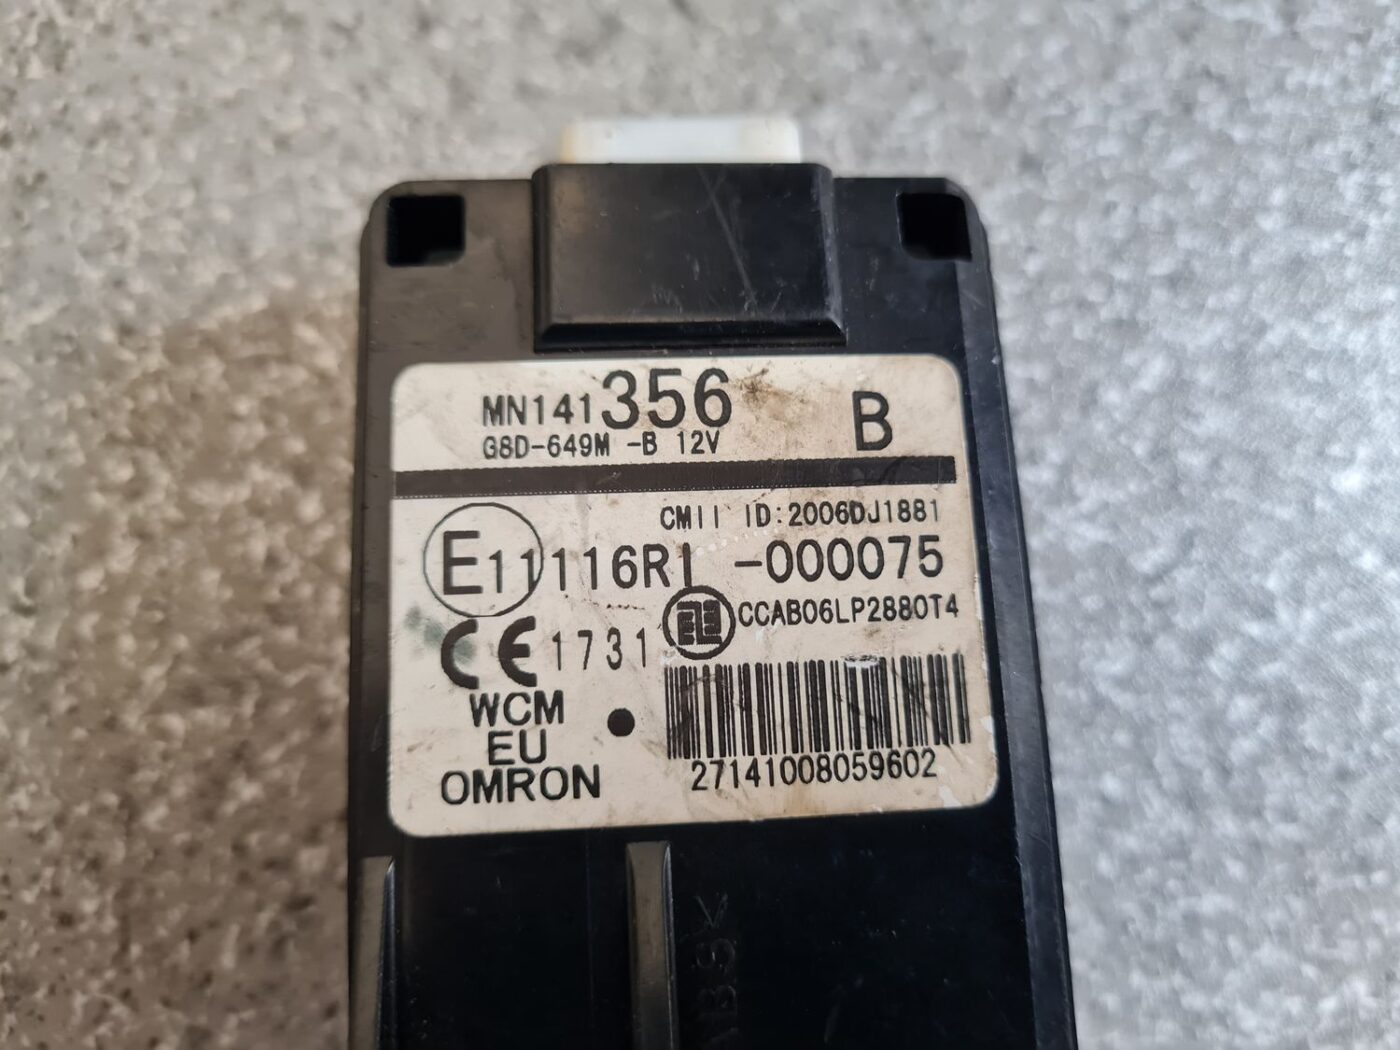 MN141356 B
G8D-649M -B 12V
CMII ID:2006DJ1881
E11 116RI -000075
CCAB06LP2880T4
CE 1731
WCM
EU
OMRON
27141008059602